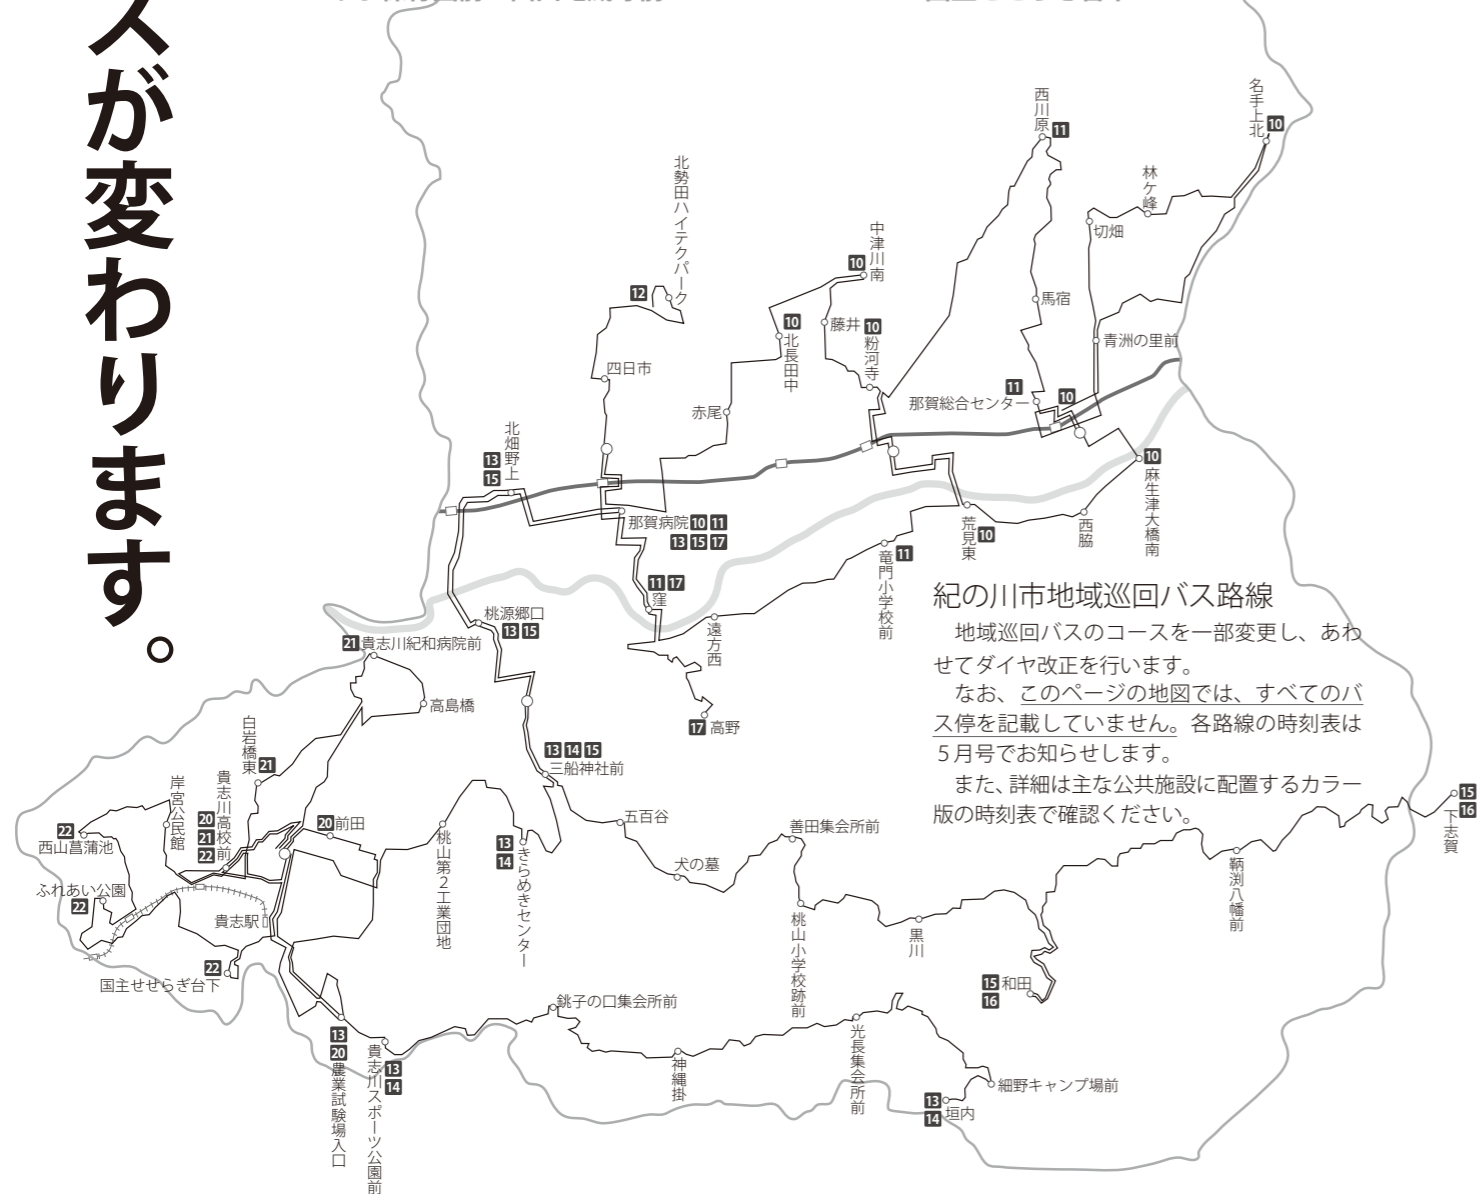 スが変わります。
西川原
11
名手上北
10
北勢田ハイテクパーク
12
林ケ峰
切畑
中津川南
10
馬宿
藤井
10
粉河寺
10
北長田中
青洲の里前
四日市
赤尾
11
那賀総合センター
10
北畑野上
13
15
10
麻生津大橋南
那賀病院 10 11
13 15 17
荒見東
10
西脇
竜門小学校前
11
11 17
窪
遠方西
桃源郷口
13 15
21 貴志川紀和病院前
高島橋
17 高野
紀の川市地域巡回バス路線
地域巡回バスのコースを一部変更し、あわ
せてダイヤ改正を行います。
なお、このページの地図では、すべてのバ
ス停を記載していません。各路線の時刻表は
5月号でお知らせします。
また、詳細は主な公共施設に配置するカラー
版の時刻表で確認ください。
白岩橋東
21
13 14 15
三船神社前
岸宮公民館
貴志川高校前
20
21
22
20 前田
22
西山菖蒲池
ふれあい公園
22
貴志駅
22
国主せせらぎ台下
桃山第2工業団地
13
14
きらめきセンター
五百谷
犬の墓
善田集会所前
桃山小学校跡前
黒川
15
16
和田
鞆渕八幡前
15
16
下志賀
13
20
農業試験場入口
貴志川スポーツ公園前
13
14
銚子の口集会所前
神縄掛
光長集会所前
細野キャンプ場前
13
14
垣内